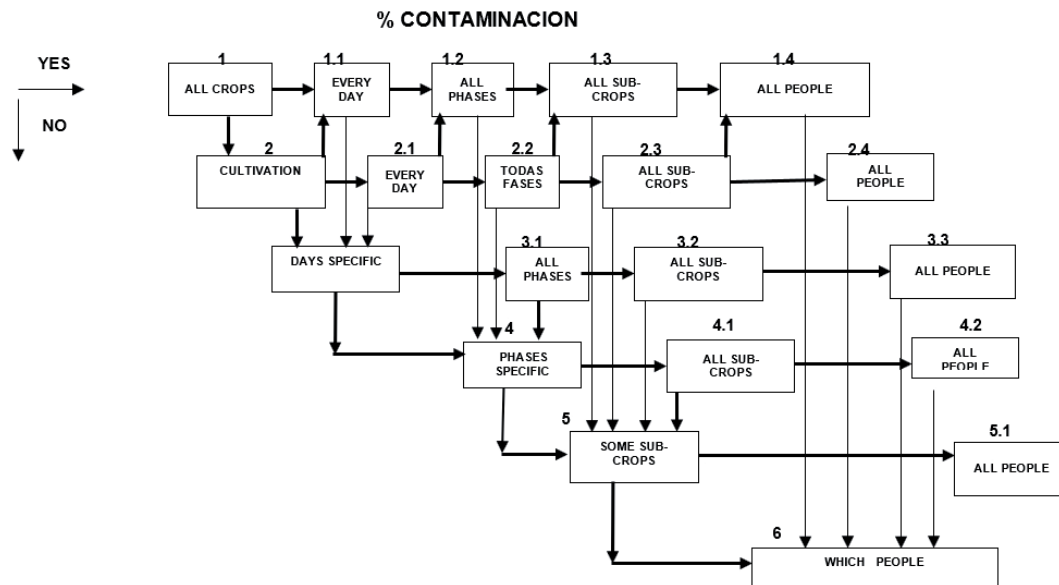 % CONTAMINACION
YES
NO
1
ALL CROPS
1.1
EVERY
DAY
1.2
ALL
PHASES
1.3
ALL SUB-
CROPS
1.4
ALL PEOPLE
2
CULTIVATION
2.1
EVERY
DAY
2.2
TODAS
FASES
2.3
ALL SUB-
CROPS
2.4
ALL
PEOPLE
DAYS SPECIFIC
3.1
ALL
PHASES
3.2
ALL SUB-
CROPS
3.3
ALL PEOPLE
4
PHASES
SPECIFIC
4.1
ALL SUB-
CROPS
4.2
ALL
PEOPLE
5
SOME SUB-
CROPS
5.1
ALL PEOPLE
6
WHICH PEOPLE